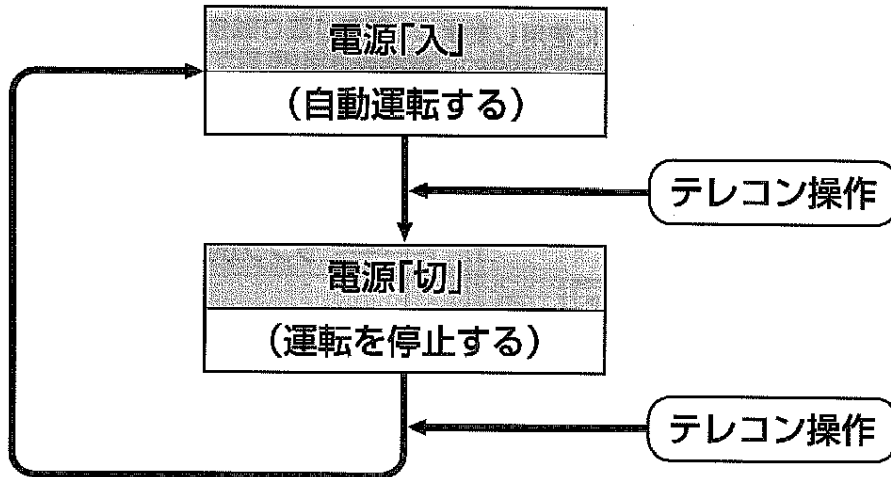 電源「入」
（自動運転する）
テレコン操作
電源「切」
（運転を停止する）
テレコン操作